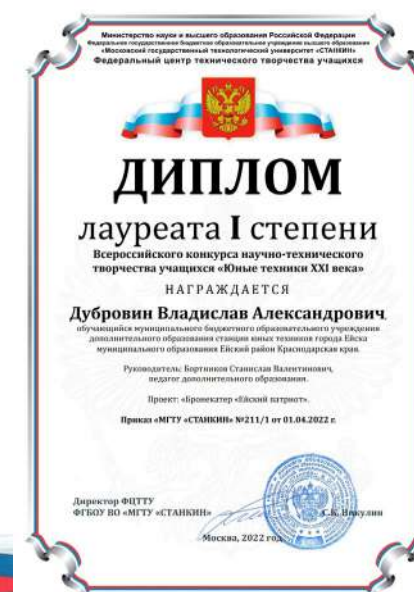 Министерство науки и высшего образования Российской Федерации
Федеральное государственное бюджетное образовательное учреждение высшего образования
«Московский государственный технологический университет «СТАНКИН»
Федеральный центр технического творчества учащихся
ДИПЛОМ
лауреата I степени
Всероссийского конкурса научно-технического
творчества учащихся «Юные техники XXI века»
НАГРАЖДАЕТСЯ
Дубровин Владислав Александрович,
обучающийся муниципального бюджетного образовательного учреждения
дополнительного образования станции юных техников города Ейска
муниципального образования Ейский район Краснодарская края.
Руководитель: Бортников Станислав Валентинович,
педагог дополнительного образования.
Проект: «Бронекатер «Ейский патриот».
Приказ «МГТУ «СТАНКИН» №211/1 от 01.04.2022 г.
Директор ФЦТТУ
ФГБОУ ВО «МГТУ «СТАНКИН»
С.К. Никулин
Москва, 2022 год